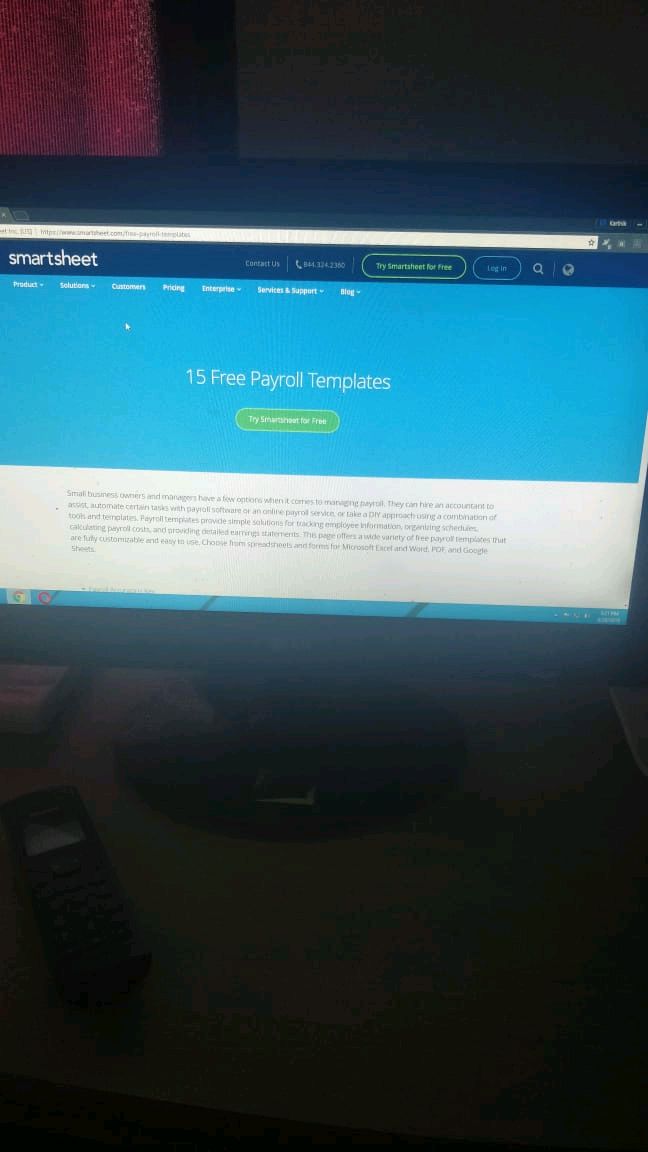 Karthik
https://www.smartsheet.com/free-payroll-templates
smartsheet
Contact Us
844.324.2360
Try Smartsheet for Free
Log In
Product
Solutions
Customers
Pricing
Enterprise
Services & Support
Blog
15 Free Payroll Templates
Try Smartsheet for Free
Small business owners and managers have a few options when it comes to managing payroll. They can hire an accountant to
assist, automate certain tasks with payroll software or an online payroll service, or take a DIY approach using a combination of
tools and templates. Payroll templates provide simple solutions for tracking employee information, organizing schedules,
calculating payroll costs, and providing detailed earnings statements. This page offers a wide variety of free payroll templates that
are fully customizable and easy to use. Choose from spreadsheets and forms for Microsoft Excel and Word, PDF, and Google
Sheets.